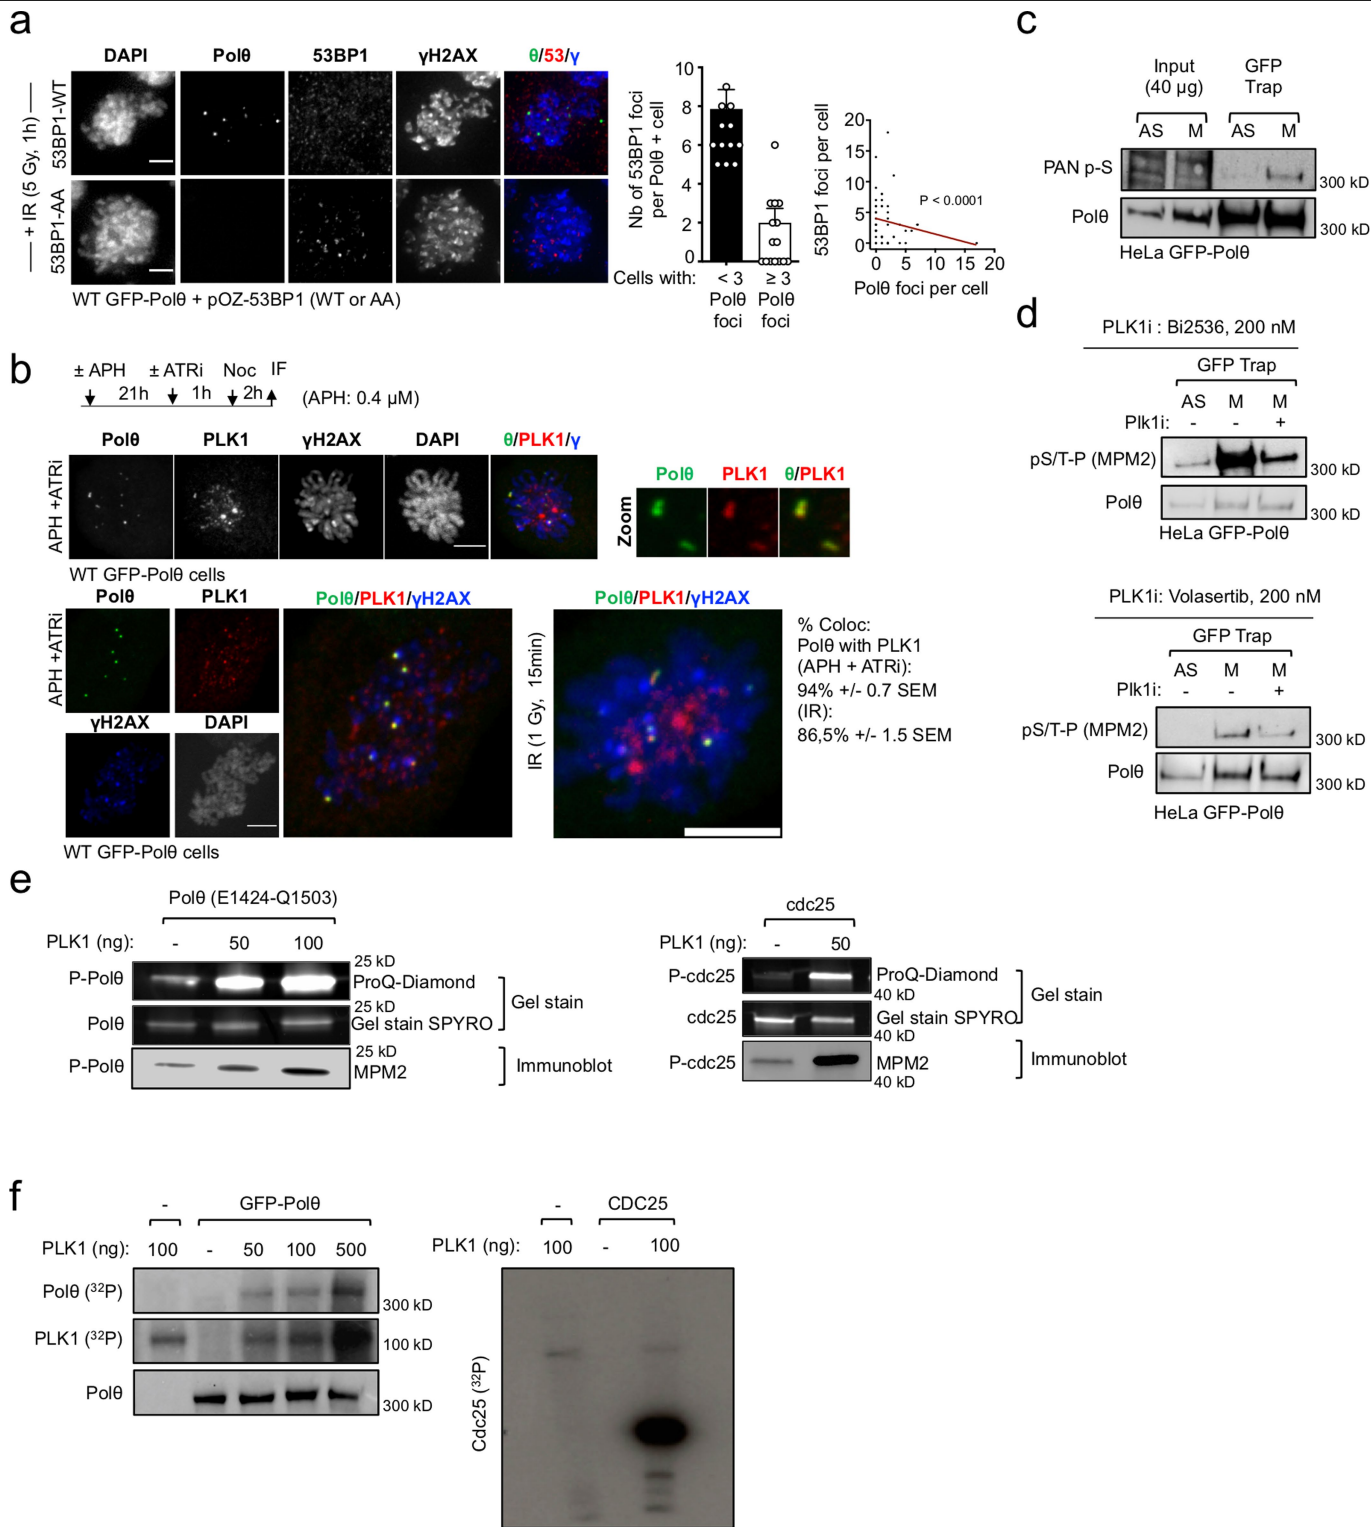 a
DAPI Polθ 53BP1 γH2AX θ/53/γ
+ IR (5 Gy, 1h)
53BP1-WT
53BP1-AA
WT GFP-Polθ + pOZ-53BP1 (WT or AA)
Nb of 53BP1 foci
per Polθ + cell
10
8
6
4
2
0
Cells with: < 3 ≥ 3
Polθ Polθ
foci foci
53BP1 foci per cell
20
15
10
5
0
P < 0.0001
0 5 10 15 20
Polθ foci per cell
b
± APH ± ATRi Noc IF
21h 1h 2h
(APH: 0.4 µM)
Polθ PLK1 γH2AX DAPI θ/PLK1/γ
APH +ATRi
WT GFP-Polθ cells
Zoom
Polθ PLK1 θ/PLK1
Polθ PLK1
APH +ATRi
γH2AX DAPI
WT GFP-Polθ cells
Polθ/PLK1/γH2AX
IR (1 Gy, 15min)
Polθ/PLK1/γH2AX
% Coloc:
Polθ with PLK1
(APH + ATRi):
94% +/- 0.7 SEM
(IR):
86,5% +/- 1.5 SEM
c
Input GFP
(40 µg) Trap
AS M AS M
PAN p-S 300 kD
Polθ 300 kD
HeLa GFP-Polθ
d
PLK1i : Bi2536, 200 nM
GFP Trap
AS M M
Plk1i: - - +
pS/T-P (MPM2) 300 kD
Polθ 300 kD
HeLa GFP-Polθ
PLK1i: Volasertib, 200 nM
GFP Trap
AS M M
Plk1i: - - +
pS/T-P (MPM2) 300 kD
Polθ 300 kD
HeLa GFP-Polθ
e
Polθ (E1424-Q1503)
PLK1 (ng): - 50 100
25 kD
P-Polθ ProQ-Diamond
25 kD
Polθ Gel stain SPYRO
Gel stain
25 kD
P-Polθ MPM2
Immunoblot
cdc25
PLK1 (ng): - 50
P-cdc25 ProQ-Diamond
40 kD
cdc25 Gel stain SPYRO
40 kD
Gel stain
P-cdc25 MPM2
40 kD
Immunoblot
f
- GFP-Polθ
PLK1 (ng): 100 - 50 100 500
Polθ (³²P) 300 kD
PLK1 (³²P) 100 kD
Polθ 300 kD
- CDC25
PLK1 (ng): 100 - 100
Cdc25 (³²P)